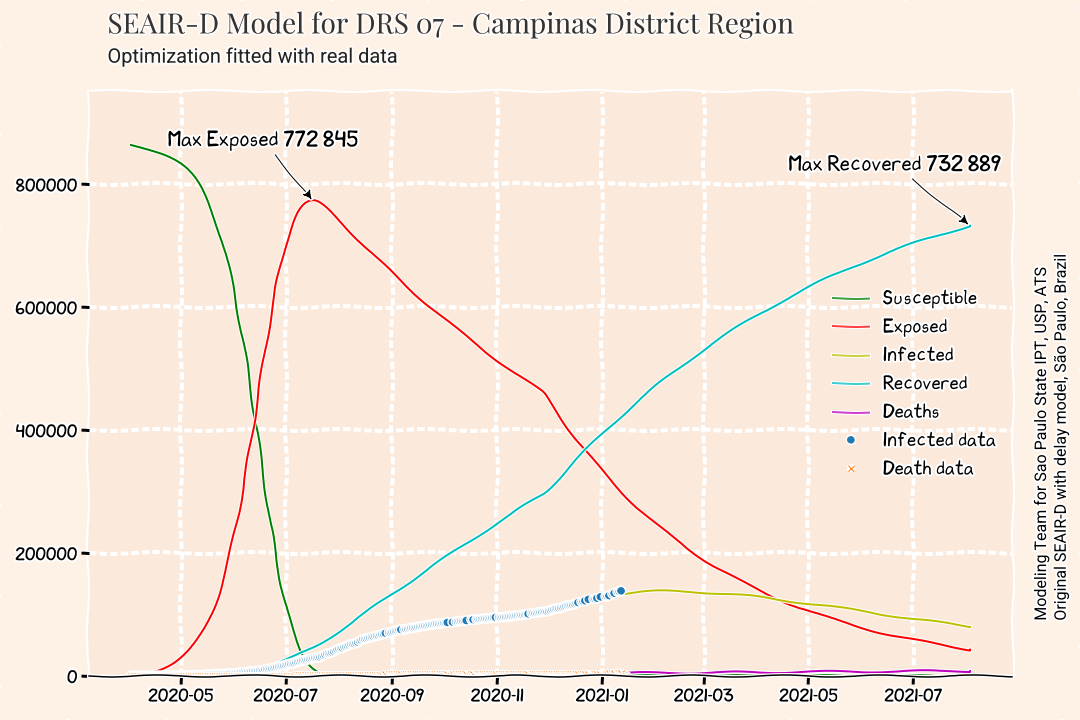 SEAIR-D Model for DRS 07 - Campinas District Region
Optimization fitted with real data
Max Exposed 772 845
Max Recovered 732 889
800000
600000
400000
200000
0
2020-05
2020-07
2020-09
2020-11
2021-01
2021-03
2021-05
2021-07
Susceptible
Exposed
Infected
Recovered
Deaths
Infected data
Death data
Modeling Team for Sao Paulo State IPT, USP, ATS
Original SEAIR-D with delay model, São Paulo, Brazil